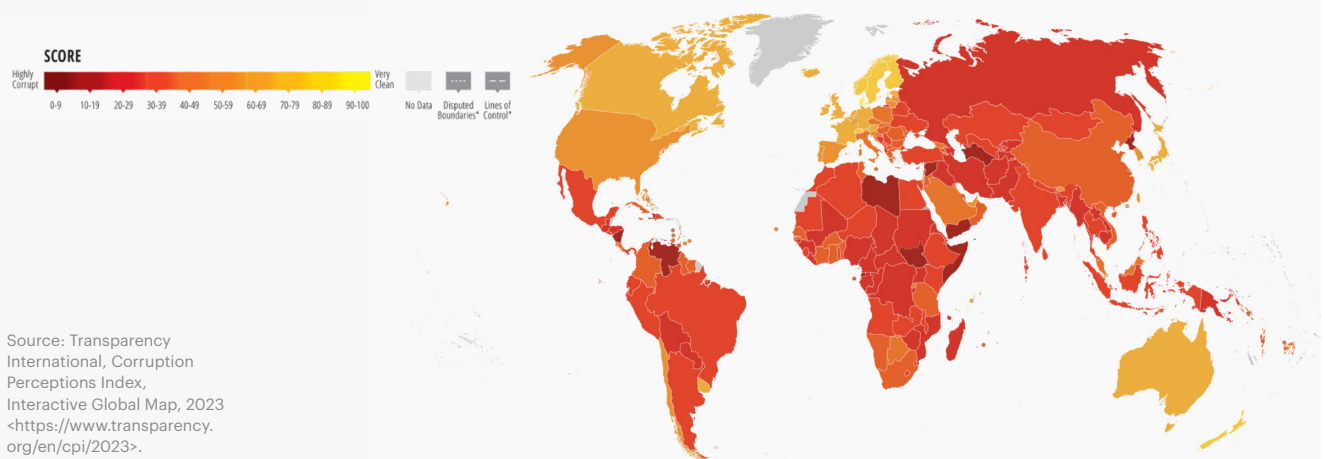 SCORE
Highly
Corrupt
Very
Clean
0-9 10-19 20-29 30-39 40-49 50/59 60-69 70-79 80-89 90-100
No Data
Disputed
Boundaries*
Lines of
Control*
Source: Transparency
International, Corruption
Perceptions Index,
Interactive Global Map, 2023
<https://www.transparency.
org/en/cpi/2023>.